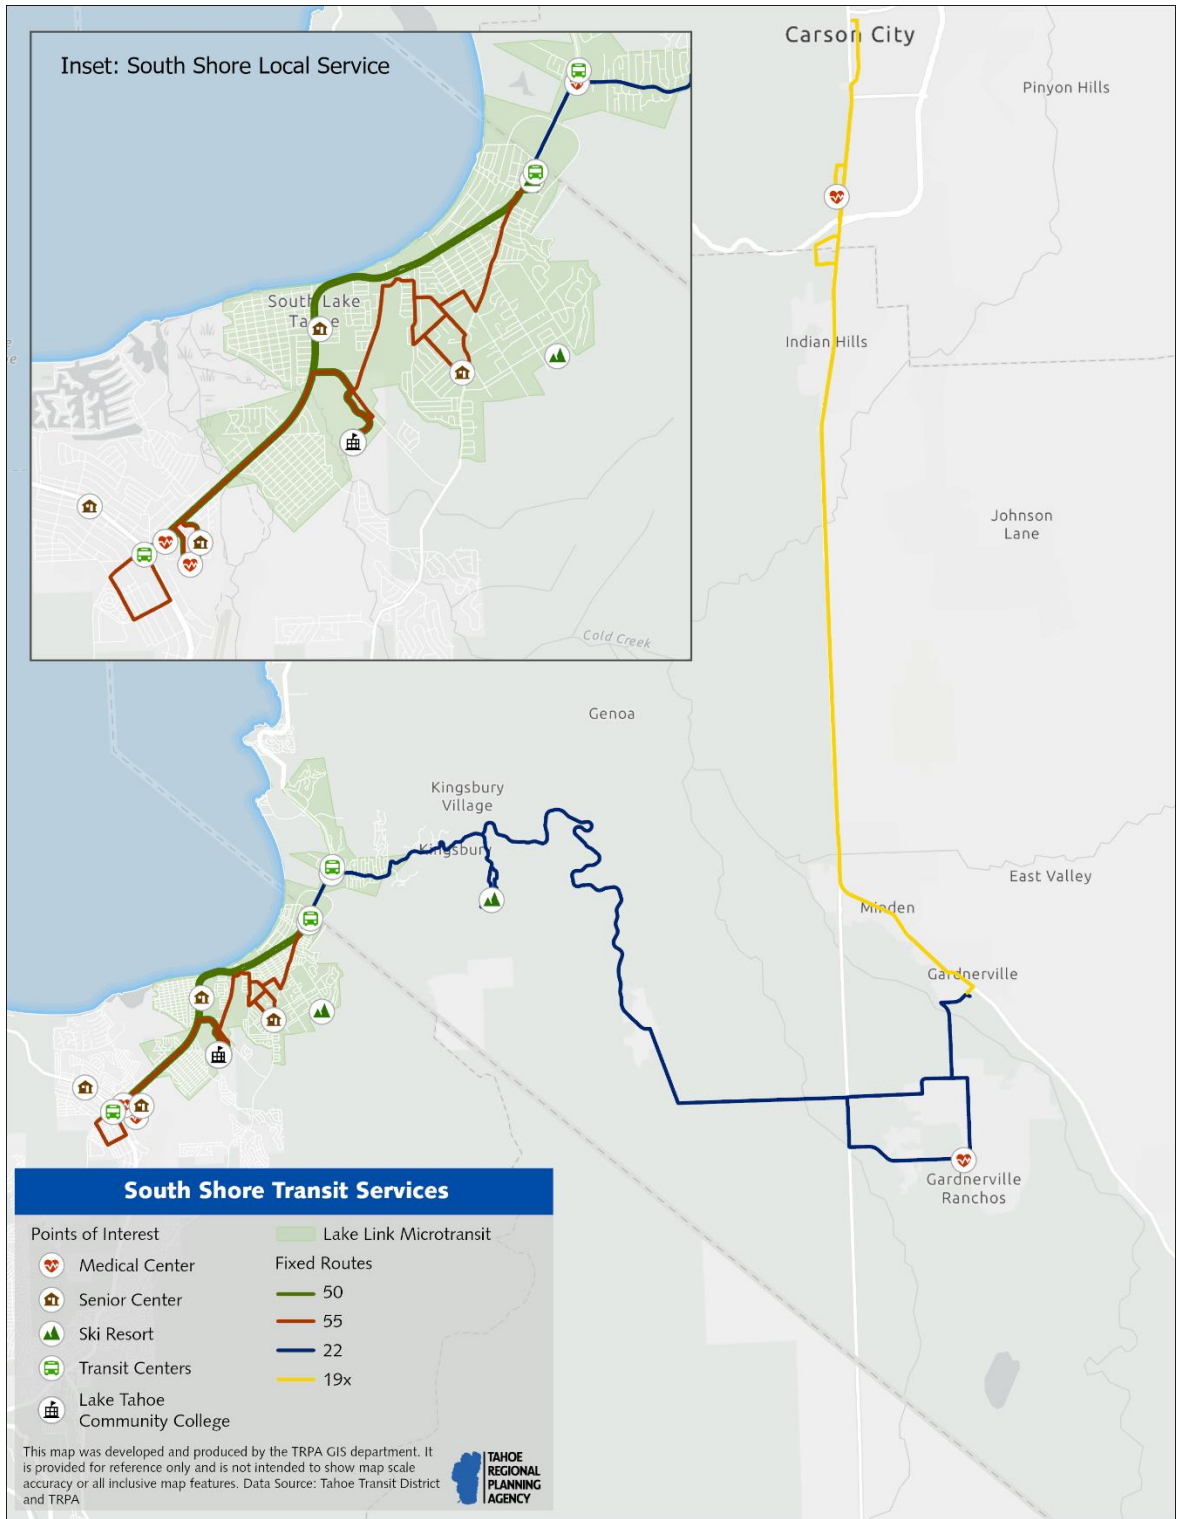 Carson City
Inset: South Shore Local Service
Pinyon Hills
South Lake
Indian Hills
Johnson
Lane
Cold Creek
Genoa
Kingsbury
Village
Kingsbury
East Valley
Minden
Gardnerville
Gardnerville
Ranchos
South Shore Transit Services
Points of Interest
Medical Center
Senior Center
Ski Resort
Transit Centers
Lake Tahoe
Community College
Lake Link Microtransit
Fixed Routes
50
55
22
19x
This map was developed and produced by the TRPA GIS department. It
is provided for reference only and is not intended to show map scale
accuracy or all inclusive map features. Data Source: Tahoe Transit District
and TRPA
TAHOE
REGIONAL
PLANNING
AGENCY